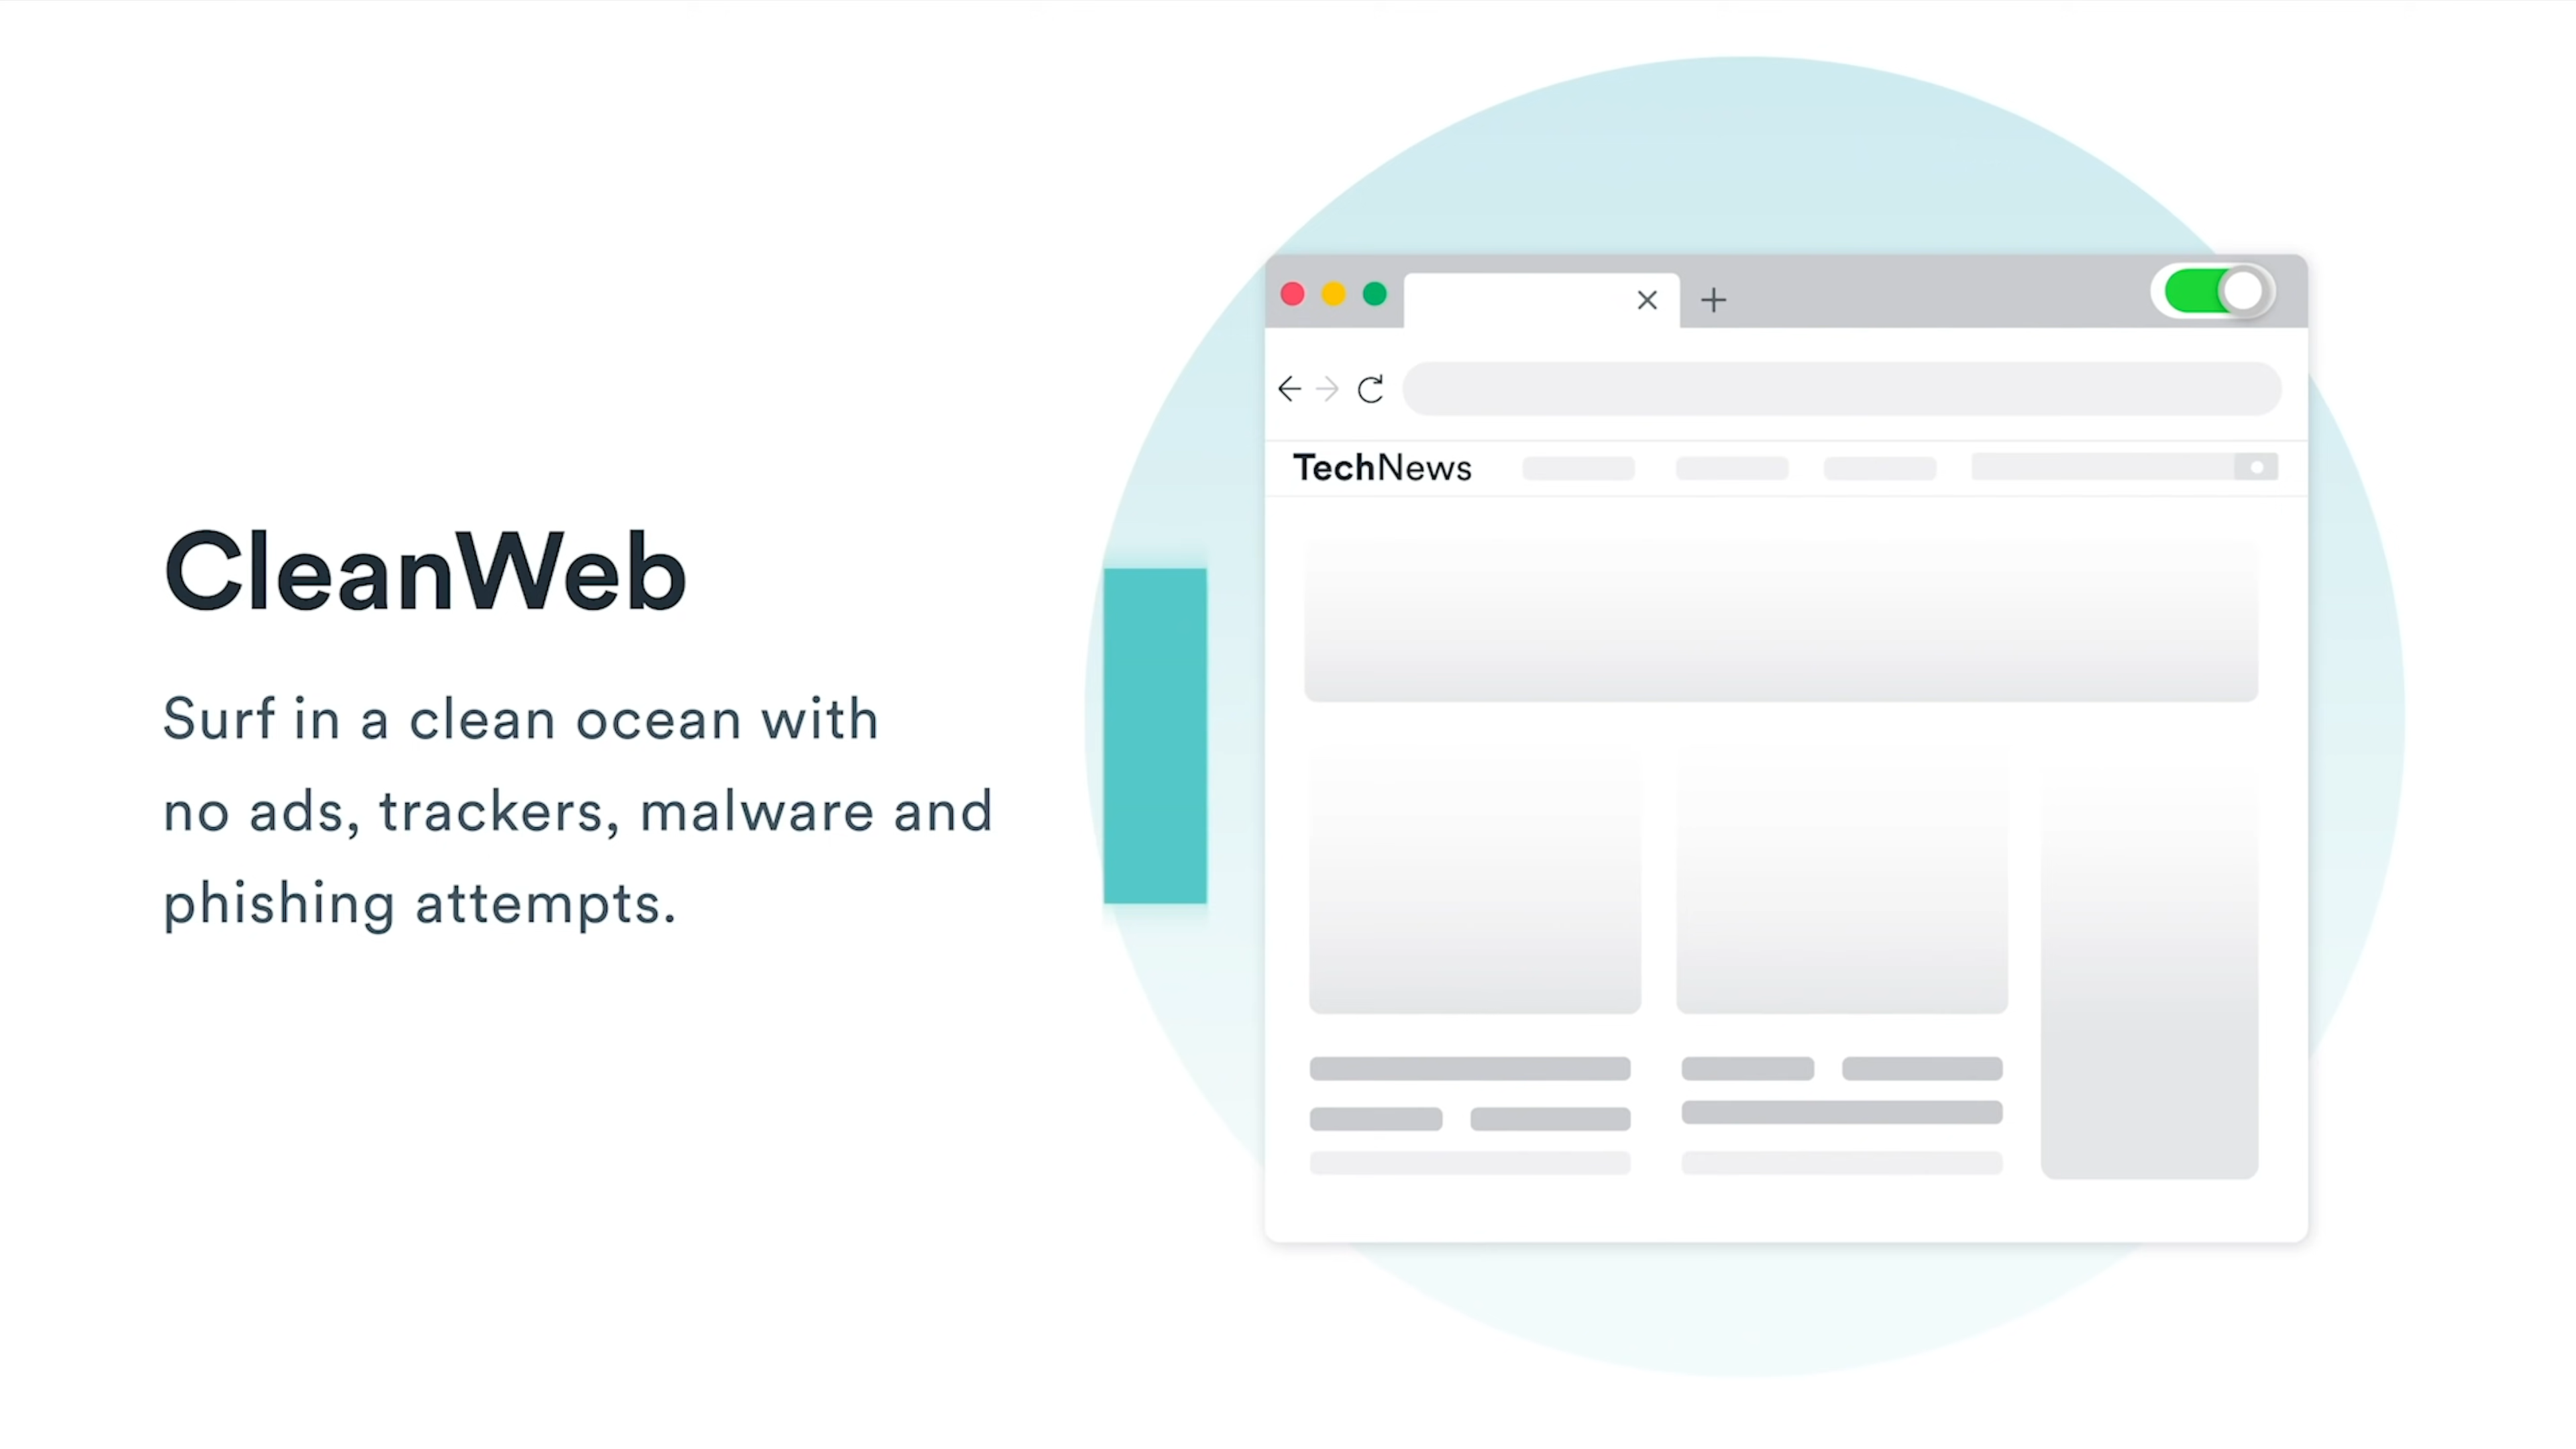 CleanWeb
Surf in a clean ocean with
no ads, trackers, malware and
phishing attempts.
TechNews